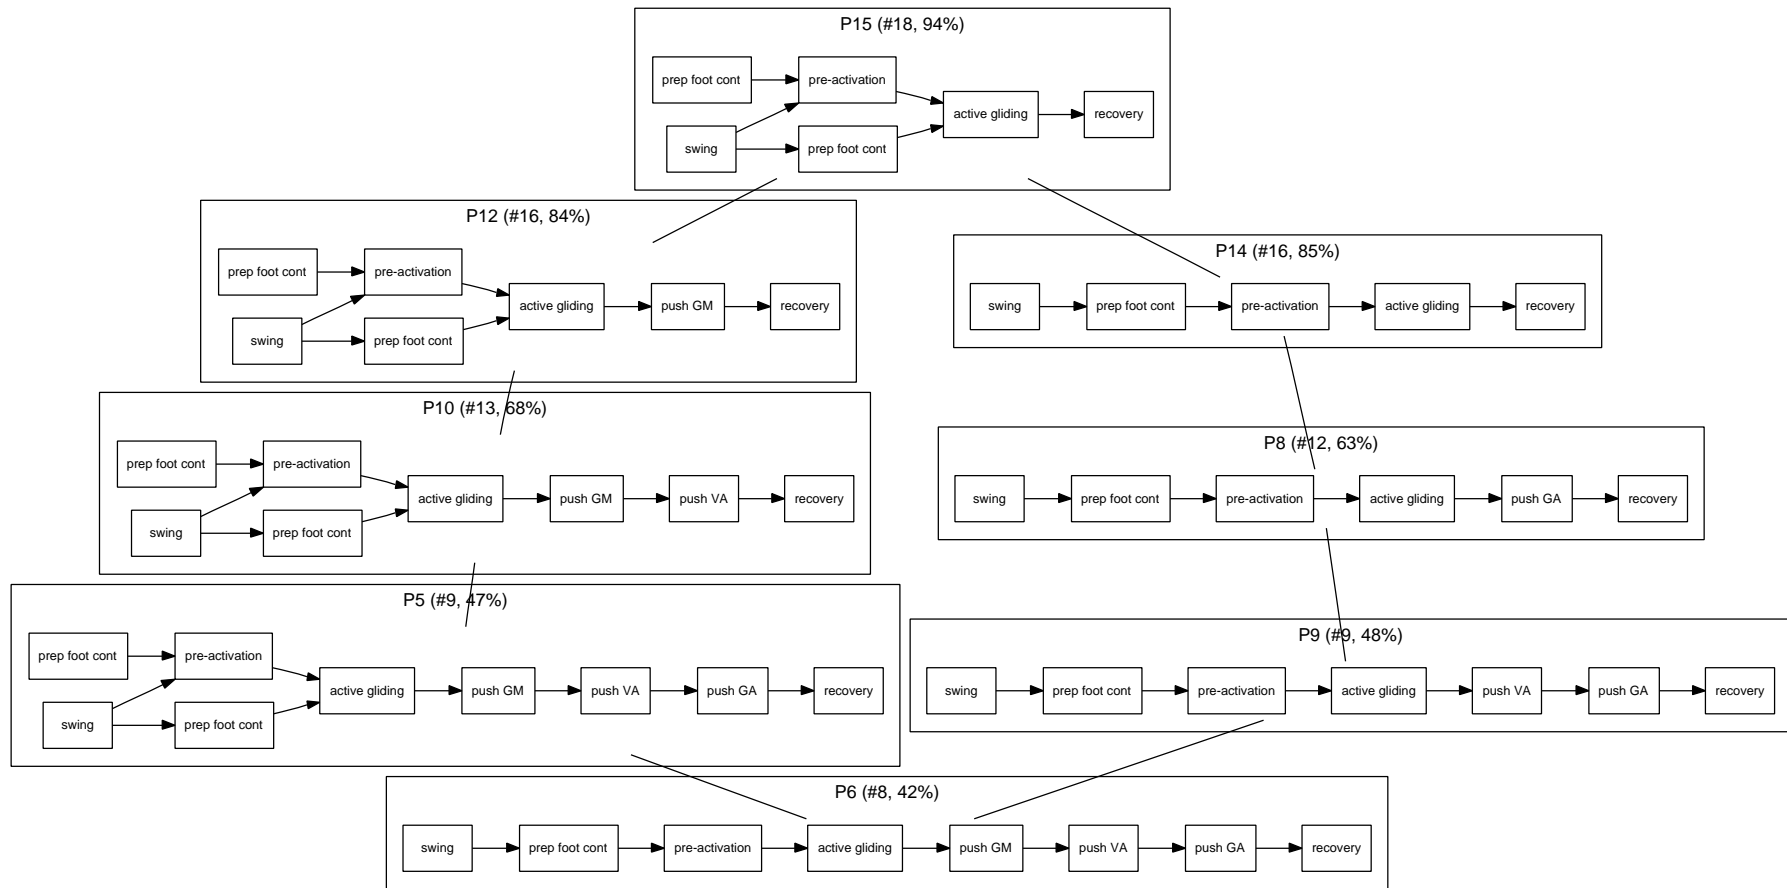 P15 (#18, 94%)
prep foot cont
pre-activation
active gliding
recovery
swing
prep foot cont
P12 (#16, 84%)
prep foot cont
pre-activation
active gliding
push GM
recovery
swing
prep foot cont
P14 (#16, 85%)
swing
prep foot cont
pre-activation
active gliding
recovery
P10 (#13, 68%)
prep foot cont
pre-activation
active gliding
push GM
push VA
recovery
swing
prep foot cont
P8 (#12, 63%)
swing
prep foot cont
pre-activation
active gliding
push GA
recovery
P5 (#9, 47%)
prep foot cont
pre-activation
active gliding
push GM
push VA
push GA
recovery
swing
prep foot cont
P9 (#9, 48%)
swing
prep foot cont
pre-activation
active gliding
push VA
push GA
recovery
P6 (#8, 42%)
swing
prep foot cont
pre-activation
active gliding
push GM
push VA
push GA
recovery